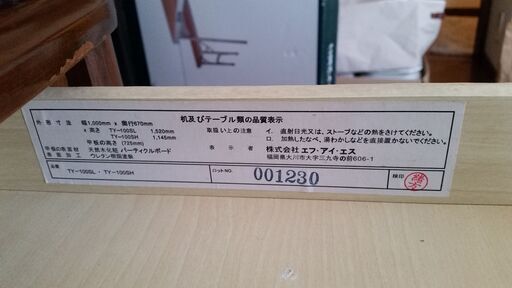 机及びテーブル類の品質表示
外形寸法 幅1,000mm x 奥行670mm
x 高さ TY-100SL 1,520mm
TY-100SH 1,145mm
甲板の高さ (725mm)
甲板の表面材 天然木化粧 パーティクルボード
表面加工 ウレタン樹脂塗装
取扱い上の注意 イ. 直射日光又は、ストーブなどの熱をさけてください。
ロ. 加熱したなべ、湯わかしなどを直接置かないでください。
表示者 株式会社 エフ・アイ・エス
福岡県大川市大字三九寺の前606-1
品番 TY-100SL・TY-100SH
ロットNO. 001230
検印